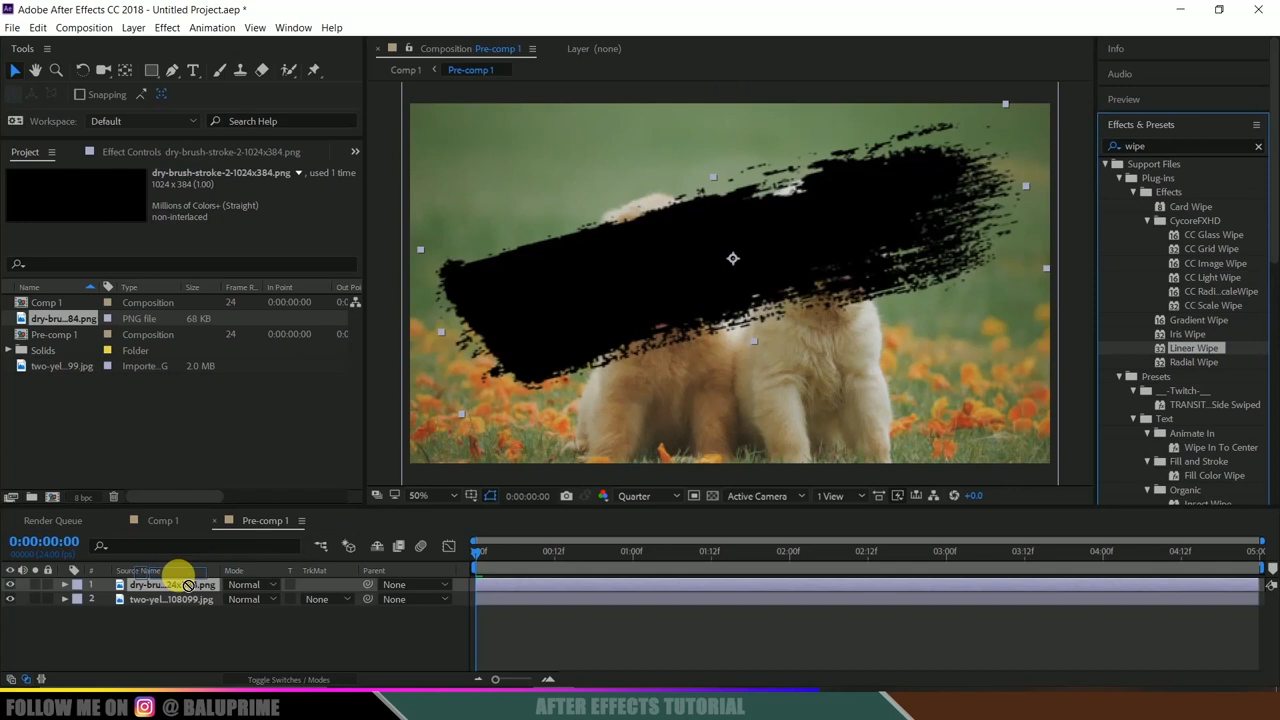 Adobe After Effects CC 2018 - Untitled Project.aep *
File Edit Composition Layer Effect Animation View Window Help
Tools
Snapping
Workspace: Default Search Help
Project Effect Controls dry-brush-stroke-2-1024x384.png
dry-brush-stroke-2-1024x384.png , used 1 time
1024 x 384 (1.00)
Millions of Colors+ (Straight)
non-interlaced
Name Type Size Frame R... In Point Out Poi
Comp 1 Composition 24 0:00:00:00 0:0
dry-bru...84.png PNG file 68 KB
Pre-comp 1 Composition 24 0:00:00:00 0:0
Solids Folder
two-yel...99.jpg Importe...G 2.0 MB
8 bpc
Composition Pre-comp 1 Layer (none)
Comp 1 Pre-comp 1
50% 0:00:00:00 Quarter Active Camera 1 View +0.0
Info
Audio
Preview
Effects & Presets
wipe
Support Files
Plug-ins
Effects
Card Wipe
CycoreFXHD
CC Glass Wipe
CC Grid Wipe
CC Image Wipe
CC Light Wipe
CC Radi...caleWipe
CC Scale Wipe
Gradient Wipe
Iris Wipe
Linear Wipe
Radial Wipe
Presets
__-Twitch-__
TRANSIT...Side Swiped
Text
Animate In
Wipe In To Center
Fill and Stroke
Fill Color Wipe
Organic
Render Queue Comp 1 Pre-comp 1
0:00:00:00
00000 (24.00 fps)
# Source Name Mode T TrkMat Parent
1 Normal None
2 two-yel...108099.jpg Normal None None
00:12f 01:00f 01:12f 02:00f 02:12f 03:00f 03:12f 04:00f 04:12f
Toggle Switches / Modes
FOLLOW ME ON @ BALUPRIME AFTER EFFECTS TUTORIAL